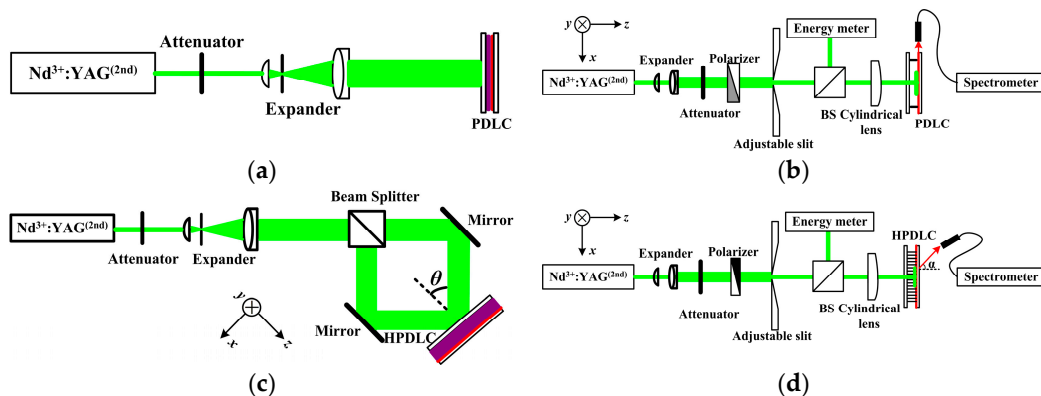 Attenuator
Nd³⁺:YAG⁽²ⁿᵈ⁾
Expander
PDLC
(a)
y
z
x
Energy meter
Expander
Polarizer
Nd³⁺:YAG⁽²ⁿᵈ⁾
Spectrometer
Attenuator
BS Cylindrical
lens
PDLC
Adjustable slit
(b)
Beam Splitter
Nd³⁺:YAG⁽²ⁿᵈ⁾
Mirror
Attenuator
Expander
θ
y
x
z
Mirror
HPDLC
(c)
y
z
x
Energy meter
HPDLC
Expander
Polarizer
α
Nd³⁺:YAG⁽²ⁿᵈ⁾
Spectrometer
Attenuator
BS Cylindrical
lens
Adjustable slit
(d)